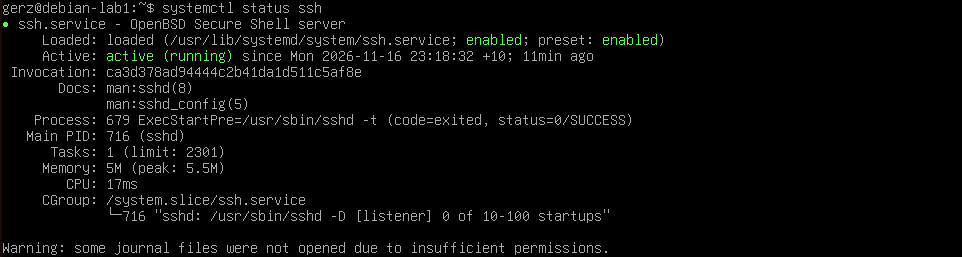 gerz@debian-lab1:~$ systemctl status ssh
● ssh.service - OpenBSD Secure Shell server
     Loaded: loaded (/usr/lib/systemd/system/ssh.service; enabled; preset: enabled)
     Active: active (running) since Mon 2026-11-16 23:18:32 +10; 11min ago
 Invocation: ca3d378ad94444c2b41da1d511c5af8e
       Docs: man:sshd(8)
             man:sshd_config(5)
    Process: 679 ExecStartPre=/usr/sbin/sshd -t (code=exited, status=0/SUCCESS)
   Main PID: 716 (sshd)
      Tasks: 1 (limit: 2301)
     Memory: 5M (peak: 5.5M)
        CPU: 17ms
     CGroup: /system.slice/ssh.service
             └─716 "sshd: /usr/sbin/sshd -D [listener] 0 of 10-100 startups"

Warning: some journal files were not opened due to insufficient permissions.